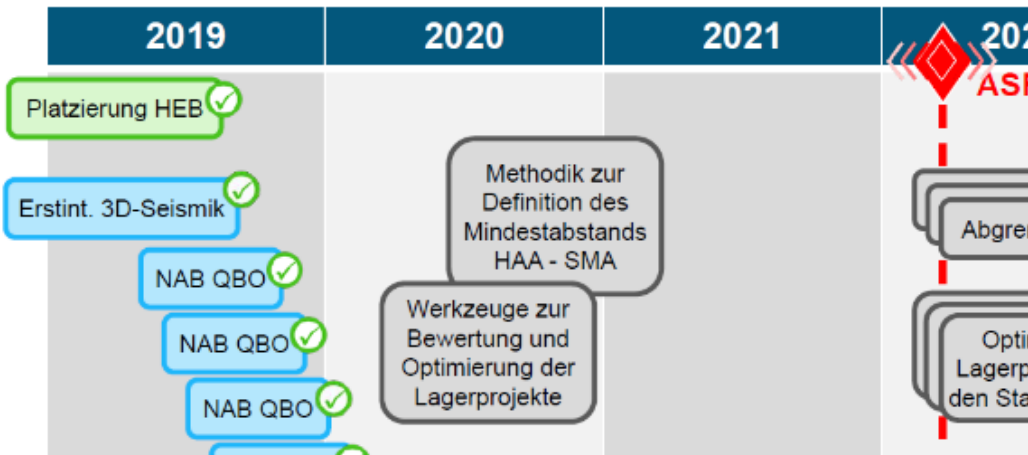 2019 2020 2021
Platzierung HEB
Methodik zur
Definition des
Mindestabstands
HAA - SMA
Erstint. 3D-Seismik
NAB QBO
Werkzeuge zur
Bewertung und
Optimierung der
Lagerprojekte
NAB QBO
NAB QBO
den